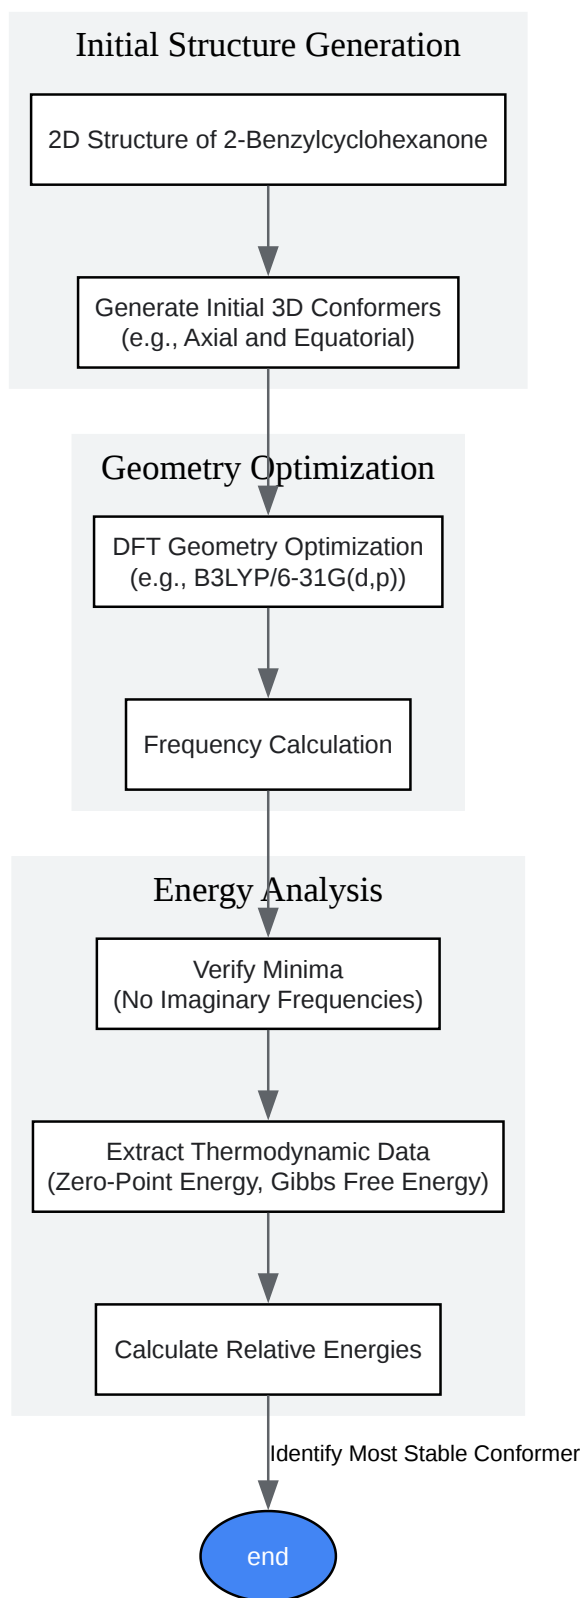 Initial Structure Generation
2D Structure of 2-Benzylcyclohexanone
Generate Initial 3D Conformers
(e.g., Axial and Equatorial)
Geometry Optimization
DFT Geometry Optimization
(e.g., B3LYP/6-31G(d,p))
Frequency Calculation
Energy Analysis
Verify Minima
(No Imaginary Frequencies)
Extract Thermodynamic Data
(Zero-Point Energy, Gibbs Free Energy)
Calculate Relative Energies
Identify Most Stable Conformer
end